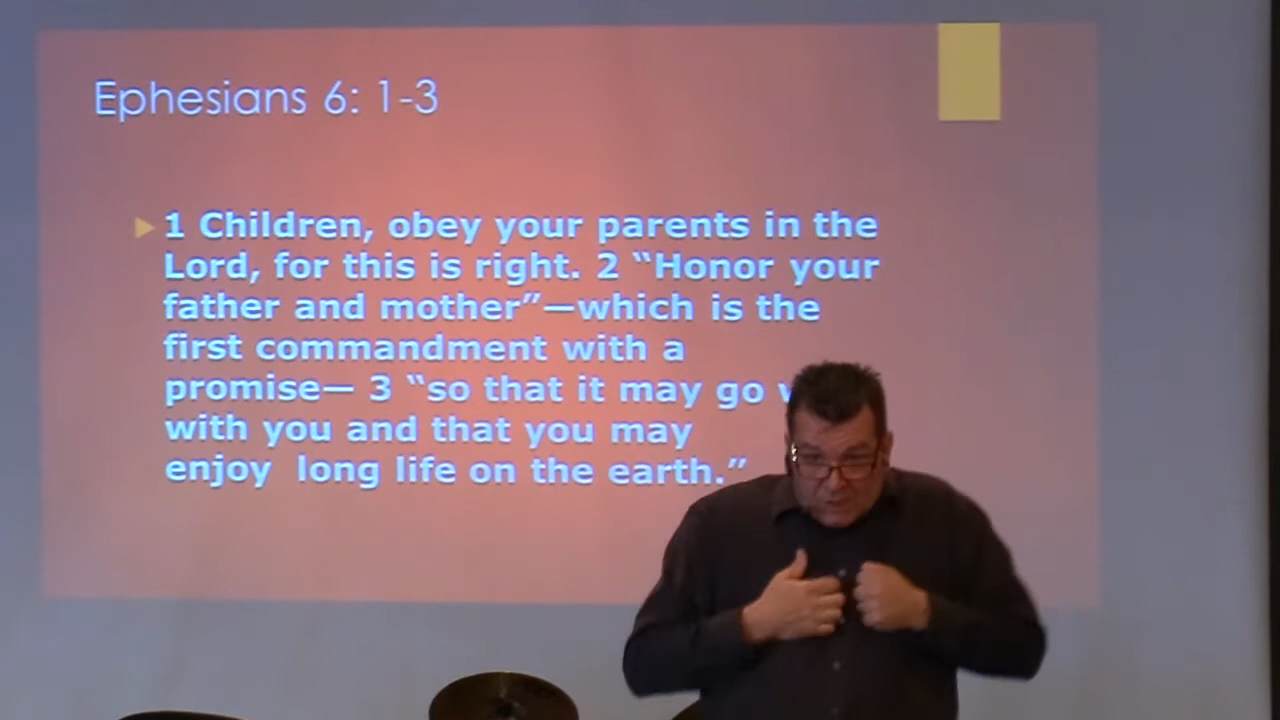 Ephesians 6: 1-3
1 Children, obey your parents in the
Lord, for this is right. 2 “Honor your
father and mother”—which is the
first commandment with a
promise— 3 “so that it may go
with you and that you may
enjoy long life on the earth.”